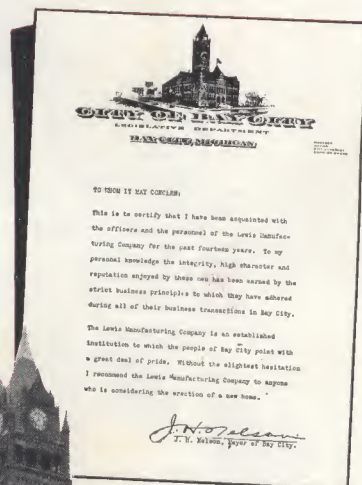 CITY OF BAY CITY
LEGISLATIVE DEPARTMENT
BAY CITY, MICHIGAN
TO WHOM IT MAY CONCERN:
This is to certify that I have been acquainted with
the officers and the personnel of the Lewis Manufac-
turing Company for the past fourteen years. To my
personal knowledge the integrity, high character and
reputation enjoyed by these men has been earned by the
strict business principles to which they have adhered
during all of their business transactions in Bay City.
The Lewis Manufacturing Company is an established
institution to which the people of Bay City point with
a great deal of pride. Without the slightest hesitation
I recommend the Lewis Manufacturing Company to anyone
who is considering the erection of a new home.
J. H. Nelson
J. H. Nelson, Mayor of Bay City.